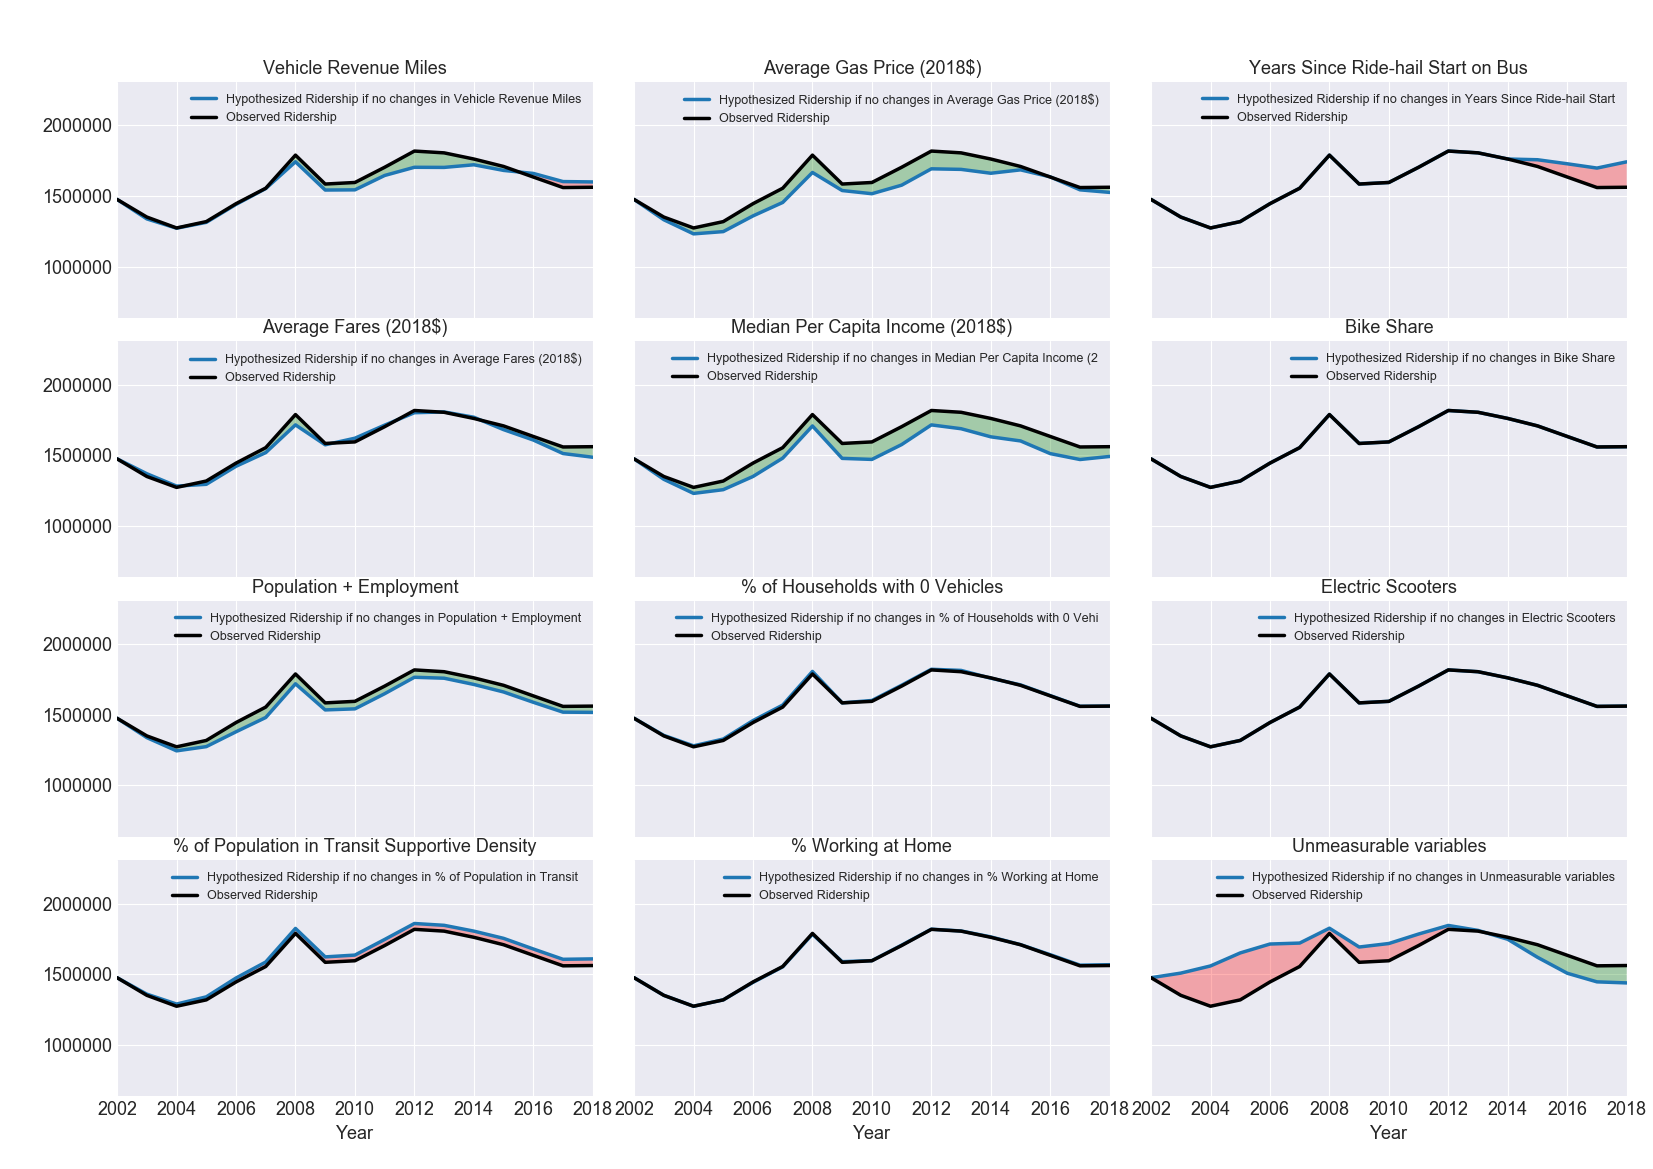 Vehicle Revenue Miles
Hypothesized Ridership if no changes in Vehicle Revenue Miles
Observed Ridership
2000000
1500000
1000000
Average Gas Price (2018$)
Hypothesized Ridership if no changes in Average Gas Price (2018$)
Observed Ridership
Years Since Ride-hail Start on Bus
Hypothesized Ridership if no changes in Years Since Ride-hail Start
Observed Ridership
Average Fares (2018$)
Hypothesized Ridership if no changes in Average Fares (2018$)
Observed Ridership
2000000
1500000
1000000
Median Per Capita Income (2018$)
Hypothesized Ridership if no changes in Median Per Capita Income (2
Observed Ridership
Bike Share
Hypothesized Ridership if no changes in Bike Share
Observed Ridership
Population + Employment
Hypothesized Ridership if no changes in Population + Employment
Observed Ridership
2000000
1500000
1000000
% of Households with 0 Vehicles
Hypothesized Ridership if no changes in % of Households with 0 Vehi
Observed Ridership
Electric Scooters
Hypothesized Ridership if no changes in Electric Scooters
Observed Ridership
% of Population in Transit Supportive Density
Hypothesized Ridership if no changes in % of Population in Transit
Observed Ridership
2000000
1500000
1000000
2002 2004 2006 2008 2010 2012 2014 2016 2018
Year
% Working at Home
Hypothesized Ridership if no changes in % Working at Home
Observed Ridership
2002 2004 2006 2008 2010 2012 2014 2016 2018
Year
Unmeasurable variables
Hypothesized Ridership if no changes in Unmeasurable variables
Observed Ridership
2002 2004 2006 2008 2010 2012 2014 2016 2018
Year